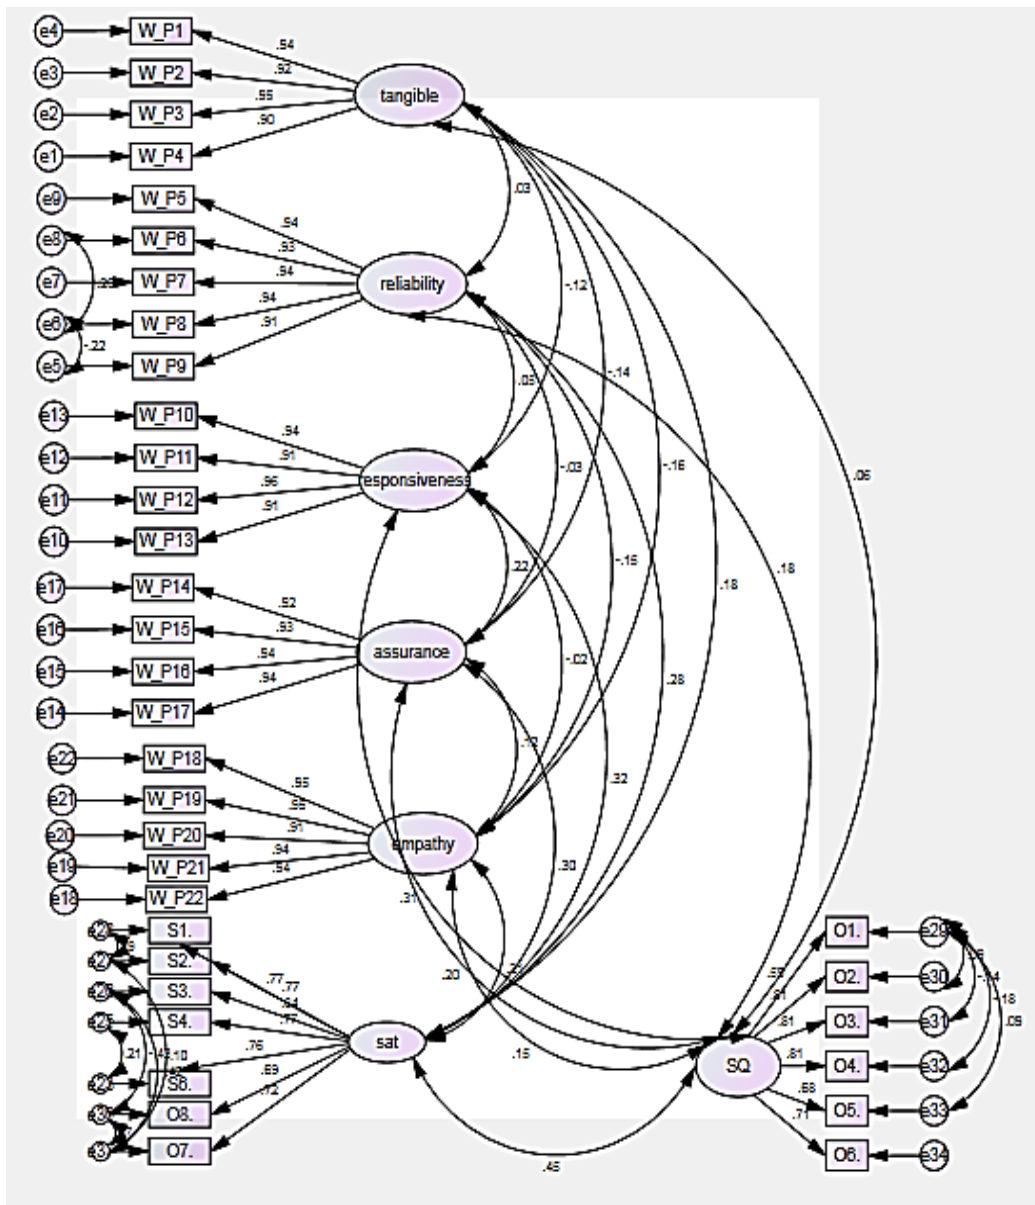 e4 W_P1 .94
e3 W_P2 .92
tangible
e2 W_P3 .95
e1 W_P4 .90
e9 W_P5 .94
.03
e8 W_P6 .93
e7 W_P7 .94
reliability
-.12
e6 W_P8 .94
-.22
e5 W_P9 .91
.05
-.14
e13 W_P10 .94
e12 W_P11 .91
-.03
-.16
.06
responsiveness
e11 W_P12 .96
e10 W_P13 .91
.22
-.15
.18
.18
e17 W_P14 .92
e16 W_P15 .93
assurance
-.02
e15 W_P16 .94
.28
e14 W_P17 .94
.12
e22 W_P18 .95
.32
e21 W_P19
e20 W_P20 .91
empathy
e19 W_P21 .94
.30
e18 W_P22 .94
.31
S1.
O1. e29
S2.
.20
.77
.77
O2. e30
S3.
-.18
S4. .77
.81
O3. e31
.09
sat
.21
.10
.76
.15
SQ
.81
O4. e32
.69
O8.
.68
O5. e33
.72
.71
O7.
O6. e34
.45